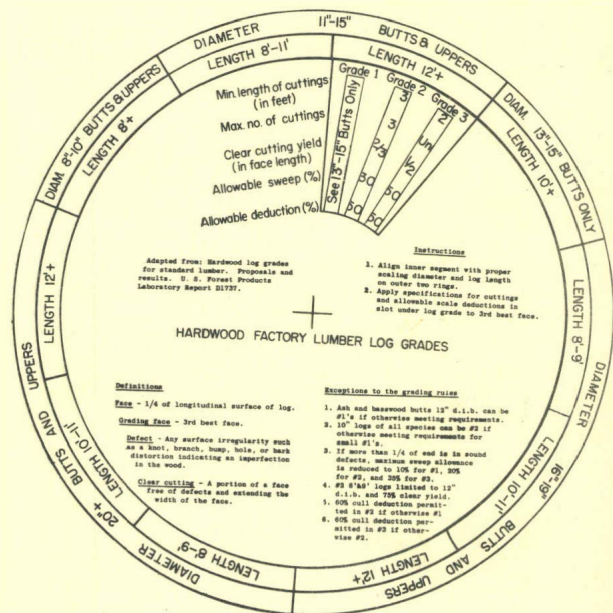 DIAMETER 11"-15" BUTTS & UPPERS
LENGTH 8'-11'
LENGTH 12'+
DIAM. 13"-15" BUTTS ONLY
LENGTH 10'+
DIAMETER 16"-19" BUTTS AND UPPERS
LENGTH 8'-9'
LENGTH 10'-11'
LENGTH 12'+
DIAMETER 20"+ BUTTS AND UPPERS
LENGTH 8'-9'
LENGTH 10'-11'
LENGTH 12'+
DIAM. 8"-10" BUTTS & UPPERS
LENGTH 8'+
Grade 1 Grade 2 Grade 3
Min. length of cuttings
(in feet)
Max. no. of cuttings
Clear cutting yield
(in face length)
Allowable sweep (%)
Allowable deduction (%)
See 13"-15" Butts Only
3 3 2/3 30 50
2 Unl 1/2 50 50
Adapted from: Hardwood log grades
for standard lumber. Proposals and
results. U. S. Forest Products
Laboratory Report D1737.
Instructions
1. Align inner segment with proper
scaling diameter and log length
on outer two rings.
2. Apply specifications for cuttings
and allowable scale deductions in
slot under log grade to 3rd best face.
HARDWOOD FACTORY LUMBER LOG GRADES
Definitions
Face - 1/4 of longitudinal surface of log.
Grading face - 3rd best face.
Defect - Any surface irregularity such
as a knot, branch, bump, hole, or bark
distortion indicating an imperfection
in the wood.
Clear cutting - A portion of a face
free of defects and extending the
width of the face.
Exceptions to the grading rules
1. Ash and basswood butts 12" d.i.b. can be
#1's if otherwise meeting requirements.
2. 10" logs of all species can be #2 if
otherwise meeting requirements for
small #1's.
3. If more than 1/4 of end is in sound
defects, maximum sweep allowance
is reduced to 10% for #1, 20%
for #2, and 35% for #3.
4. #2 8'&9' logs limited to 12"
d.i.b. and 75% clear yield.
5. 60% cull deduction permit-
ted in #2 if otherwise #1
6. 60% cull deduction per-
mitted in #3 if other-
wise #2.